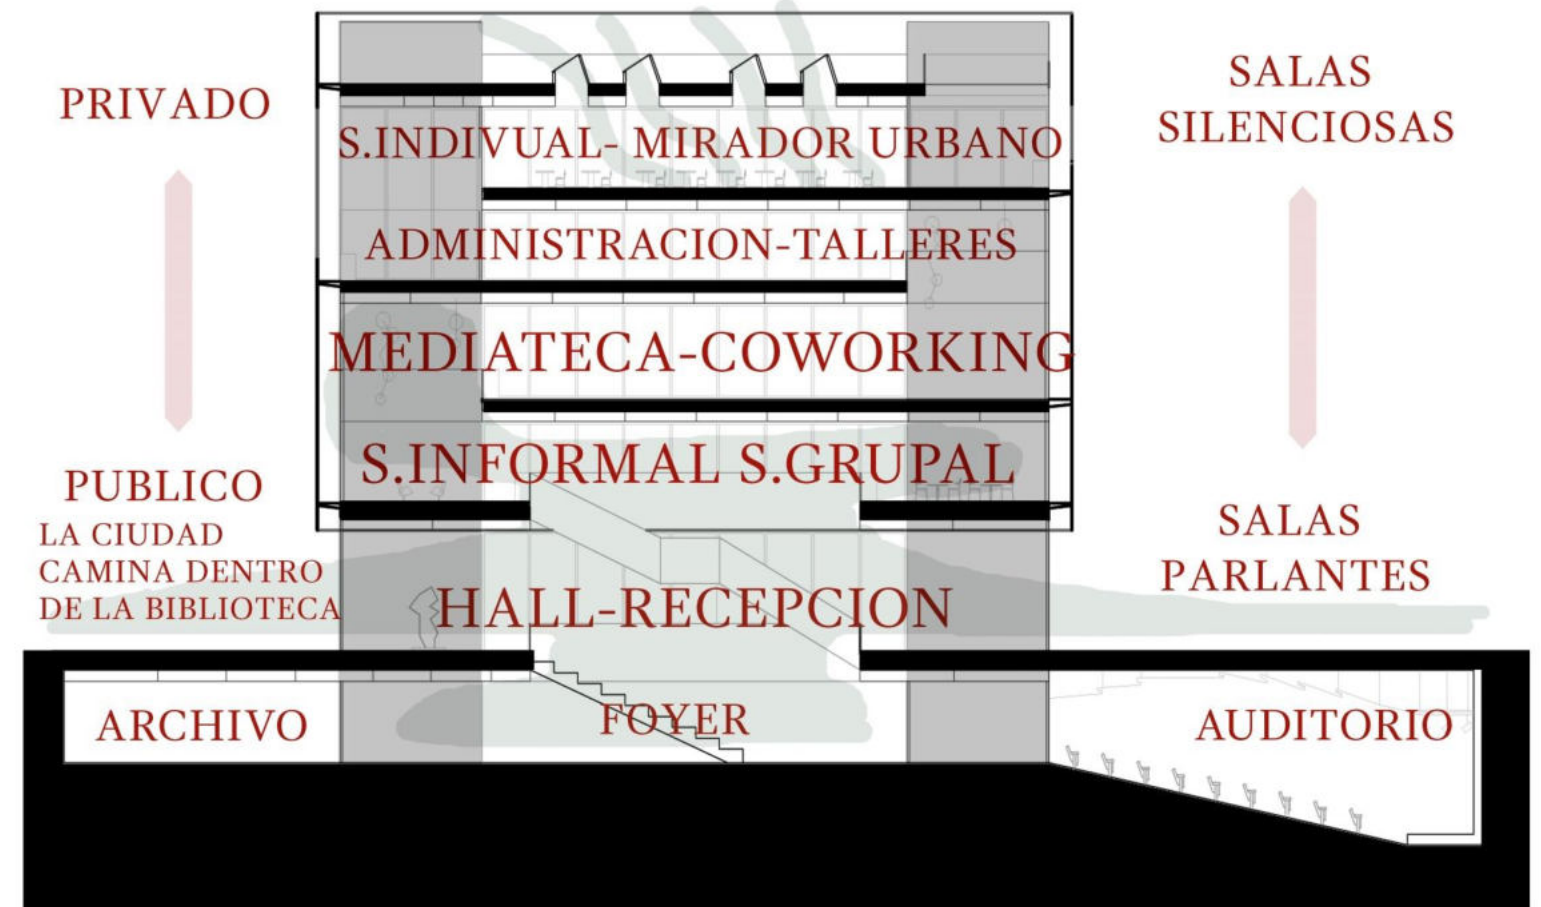 PRIVADO
SALAS
SILENCIOSAS
S.INDIVUAL- MIRADOR URBANO
ADMINISTRACION-TALLERES
MEDIATECA-COWORKING
S.INFORMAL S.GRUPAL
PUBLICO
LA CIUDAD
CAMINA DENTRO
DE LA BIBLIOTECA
SALAS
PARLANTES
HALL-RECEPCION
ARCHIVO
FOYER
AUDITORIO